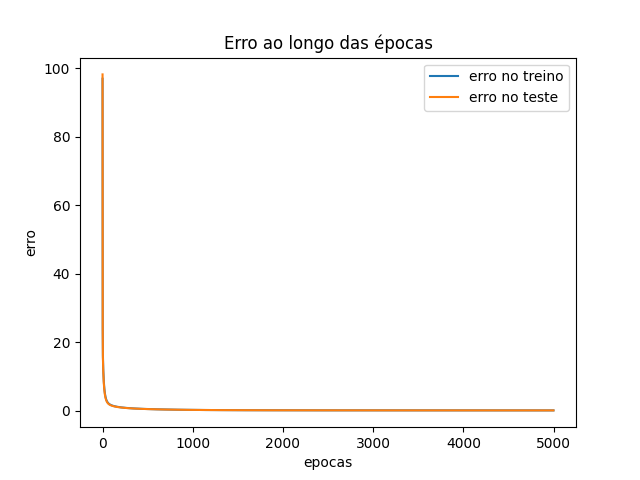 Erro ao longo das épocas
erro no treino
erro no teste
100
80
60
40
20
0
erro
0 1000 2000 3000 4000 5000
epocas